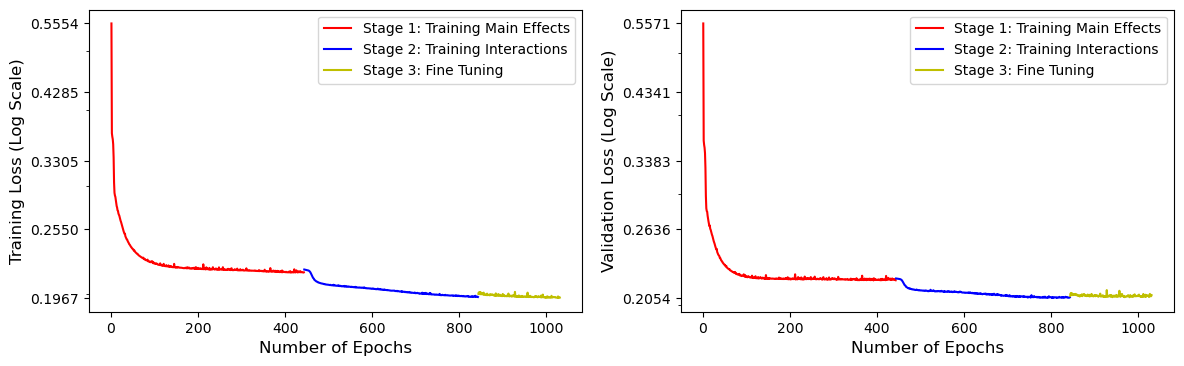 Training Loss (Log Scale)
0.5554
0.4285
0.3305
0.2550
0.1967
Stage 1: Training Main Effects
Stage 2: Training Interactions
Stage 3: Fine Tuning
0 200 400 600 800 1000
Number of Epochs
Validation Loss (Log Scale)
0.5571
0.4341
0.3383
0.2636
0.2054
Stage 1: Training Main Effects
Stage 2: Training Interactions
Stage 3: Fine Tuning
0 200 400 600 800 1000
Number of Epochs